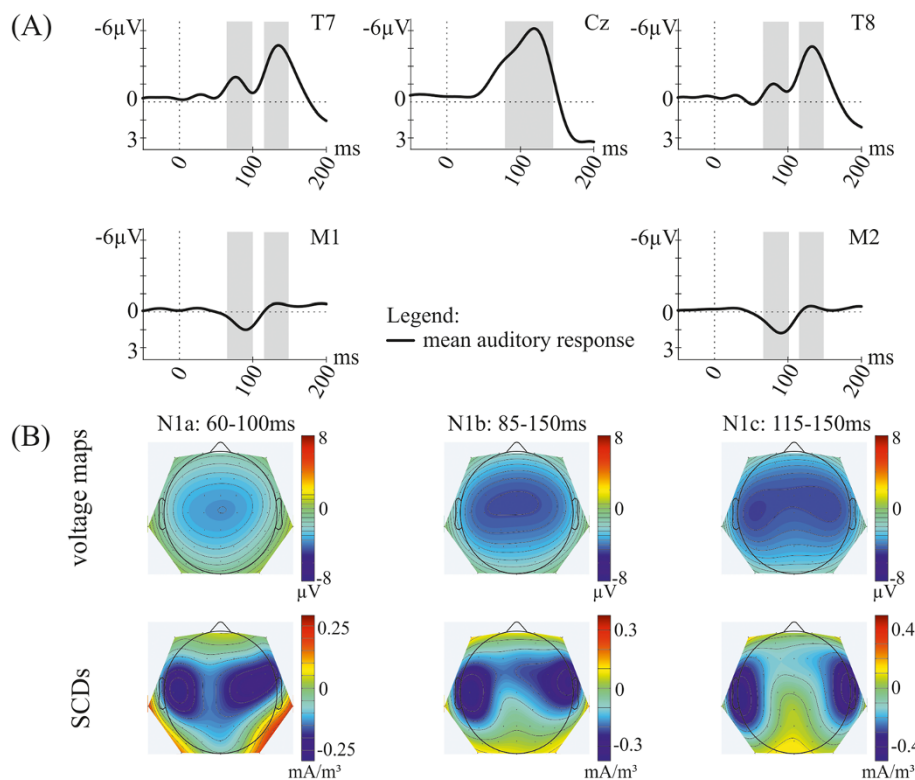 (A)
-6µV
0
3
T7
0
100
200
ms
-6µV
0
3
Cz
0
100
200
ms
-6µV
0
3
T8
0
100
200
ms
-6µV
0
3
M1
0
100
200
ms
Legend:
mean auditory response
-6µV
0
3
M2
0
100
200
ms
(B)
N1a: 60-100ms
N1b: 85-150ms
N1c: 115-150ms
voltage maps
8
0
-8
µV
8
0
-8
µV
8
0
-8
µV
SCDs
0.25
0
-0.25
mA/m³
0.3
0
-0.3
mA/m³
0.4
0
-0.4
mA/m³